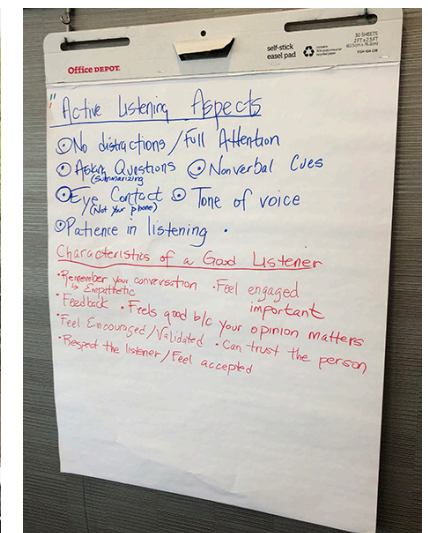 Office DEPOT.
self-stick
easel pad
30 SHEETS
Active Listening Aspects
No distractions / Full Attention
Asking Questions Nonverbal Cues
(Summarizing
Eye Contact Tone of voice
(Not your phone)
Patience in listening .
Characteristics of a Good Listener
• Remember your conversation • Feel engaged
↳ Empathetic important
• Feedback • Feels good b/c your opinion matters
• Feel Encouraged / Validated • Can trust the person
• Respect the listener / Feel accepted